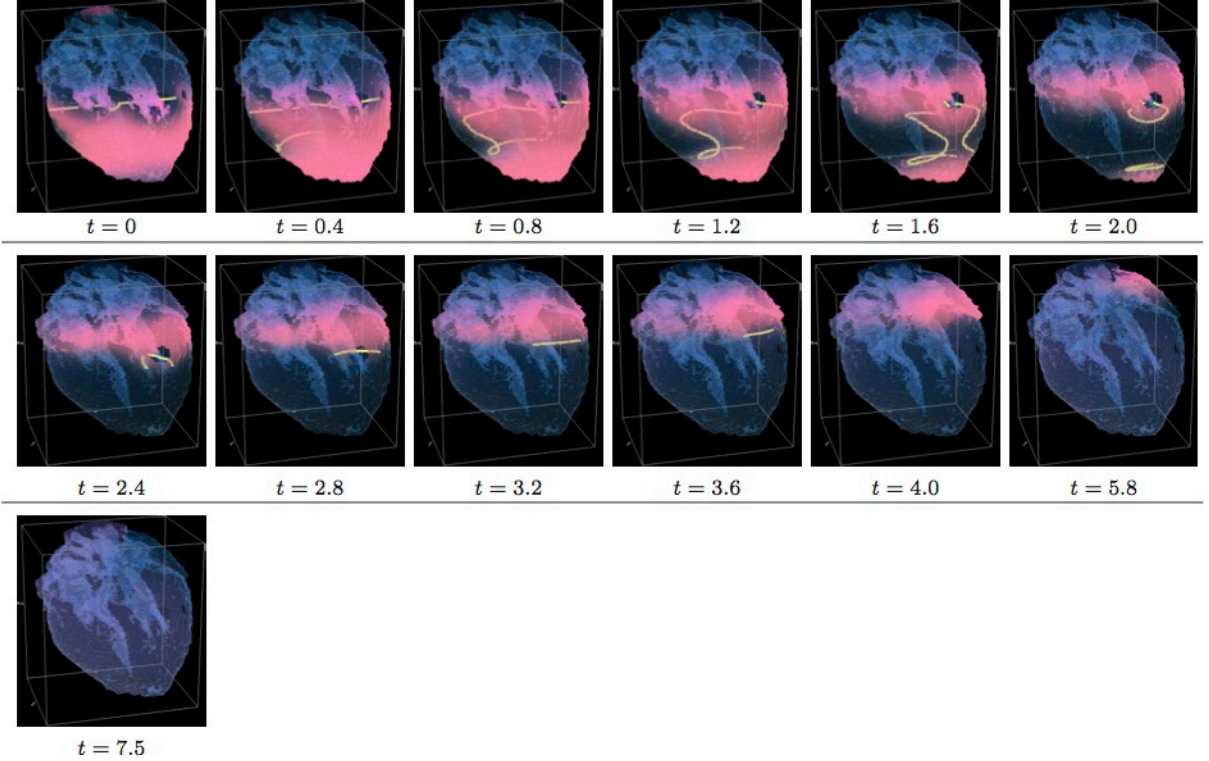 t = 0 t = 0.4 t = 0.8 t = 1.2 t = 1.6 t = 2.0
t = 2.4 t = 2.8 t = 3.2 t = 3.6 t = 4.0 t = 5.8
t = 7.5